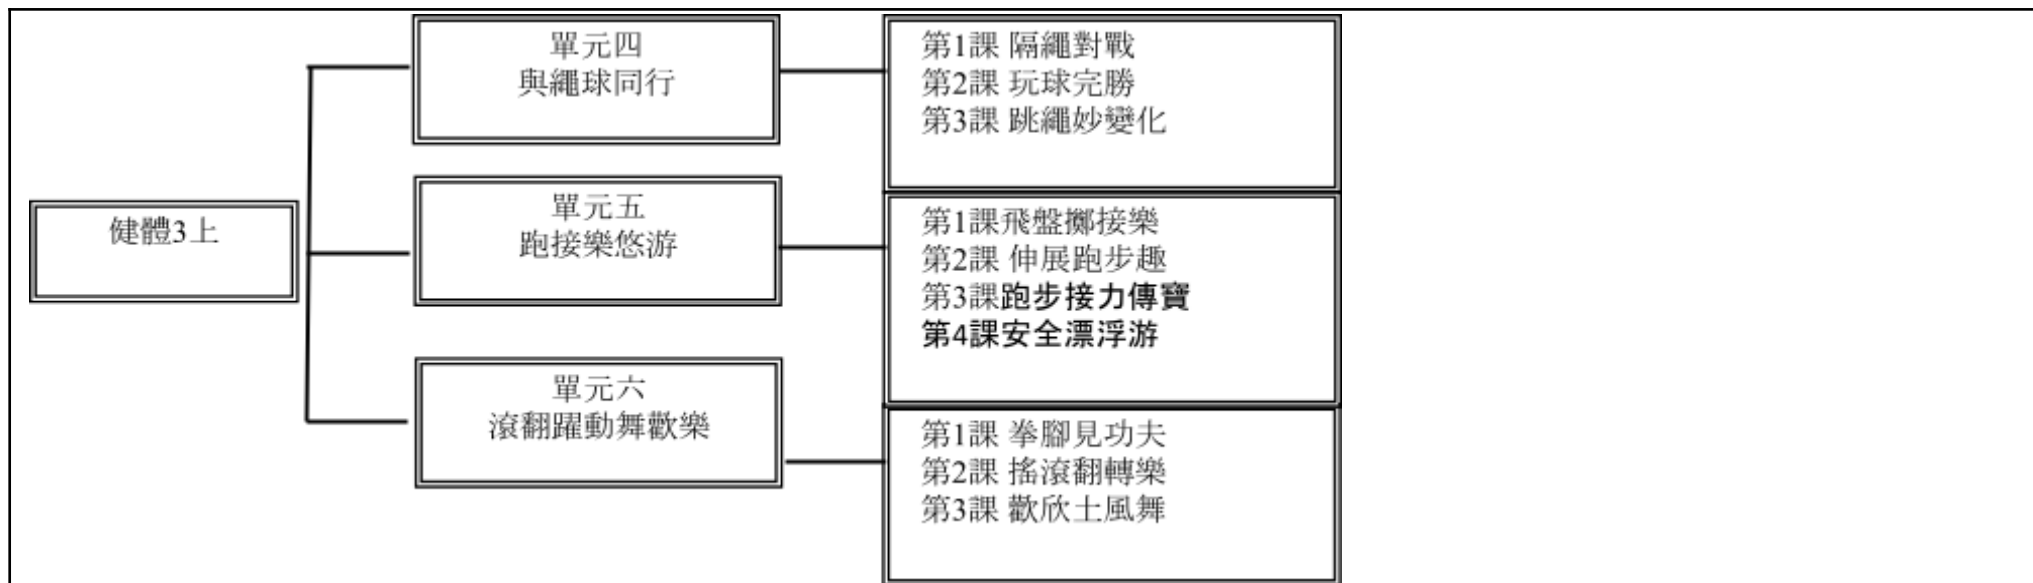 健體3上
單元四
與繩球同行
第1課 隔繩對戰
第2課 玩球完勝
第3課 跳繩妙變化
單元五
跑接樂悠游
第1課飛盤擲接樂
第2課 伸展跑步趣
第3課跑步接力傳寶
第4課安全漂浮游
單元六
滾翻躍動舞歡樂
第1課 拳腳見功夫
第2課 搖滾翻轉樂
第3課 歡欣土風舞